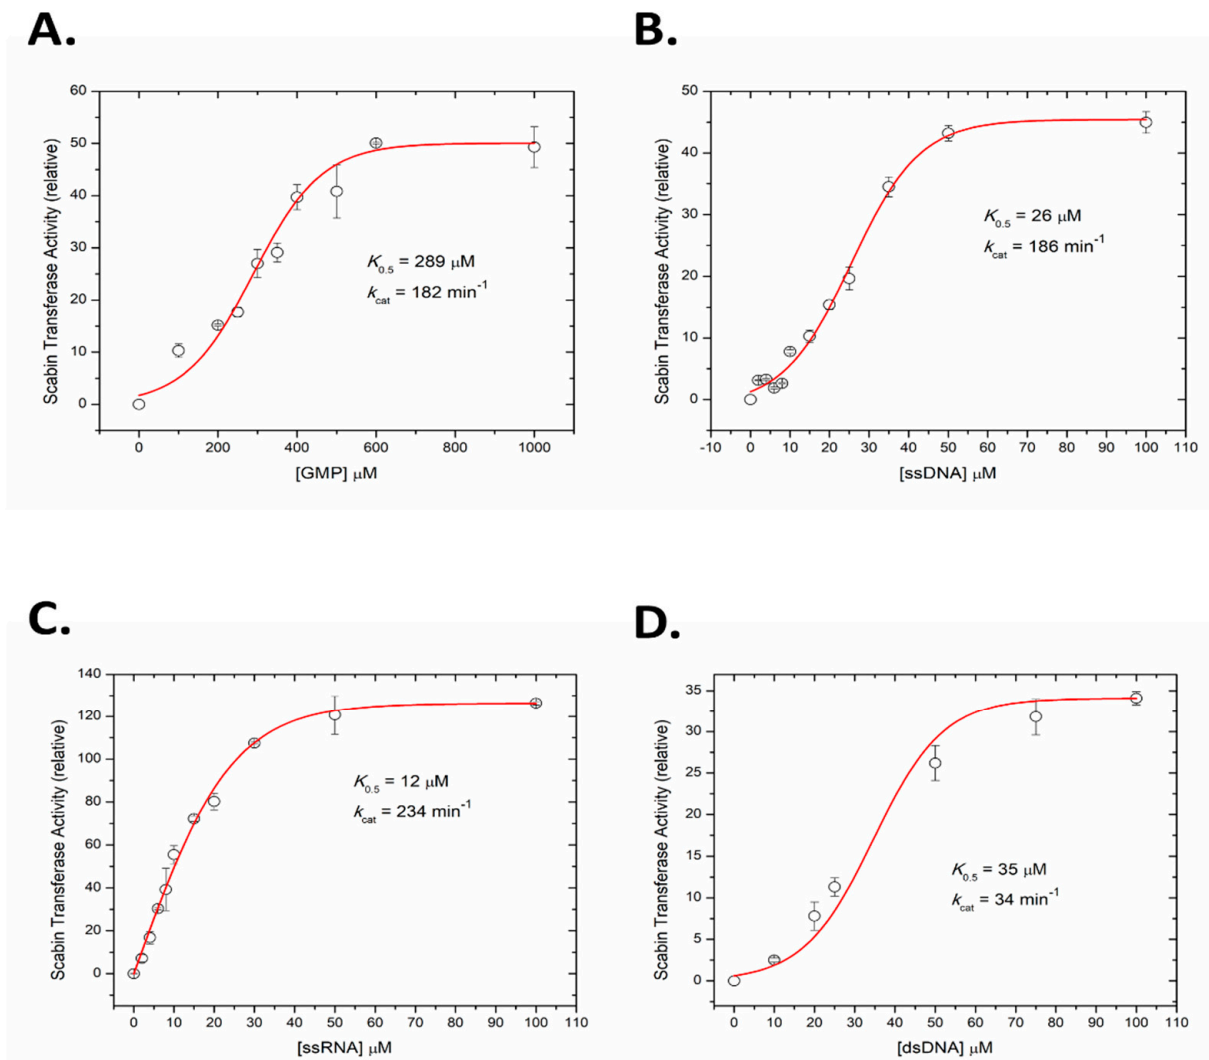 A.
60
50
40
30
20
10
0
Scabin Transferase Activity (relative)
K0.5 = 289 μM
kcat = 182 min-1
0 200 400 600 800 1000
[GMP] μM
B.
50
40
30
20
10
0
Scabin Transferase Activity (relative)
K0.5 = 26 μM
kcat = 186 min-1
-10 0 10 20 30 40 50 60 70 80 90 100 110
[ssDNA] μM
C.
140
120
100
80
60
40
20
0
Scabin Transferase Activity (relative)
K0.5 = 12 μM
kcat = 234 min-1
0 10 20 30 40 50 60 70 80 90 100 110
[ssRNA] μM
D.
35
30
25
20
15
10
5
0
Scabin Transferase Activity (relative)
K0.5 = 35 μM
kcat = 34 min-1
0 10 20 30 40 50 60 70 80 90 100 110
[dsDNA] μM